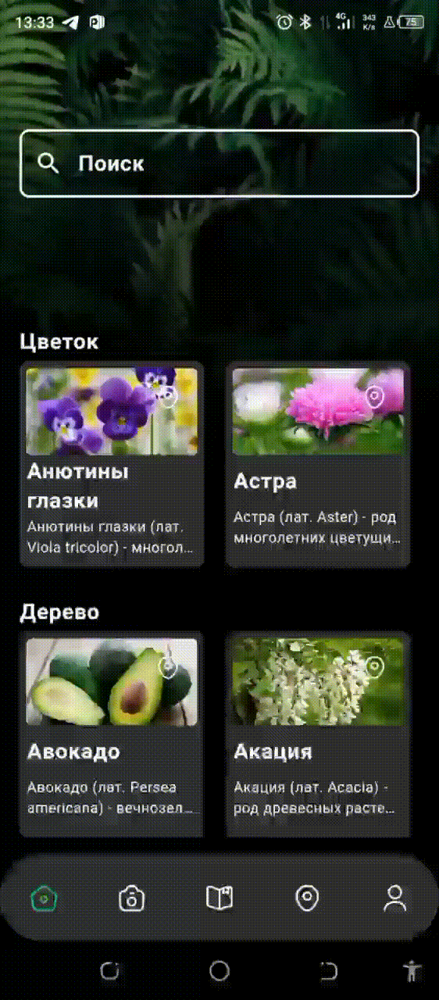 13:33 4G 343 K/s 75
Поиск
Цветок
Анютины
глазки
Анютины глазки (лат.
Viola tricolor) - многол...
Астра
Астра (лат. Aster) - род
многолетних цветущи...
Дерево
Авокадо
Авокадо (лат. Persea
americana) - вечнозел...
Акация
Акация (лат. Acacia) -
род древесных расте...